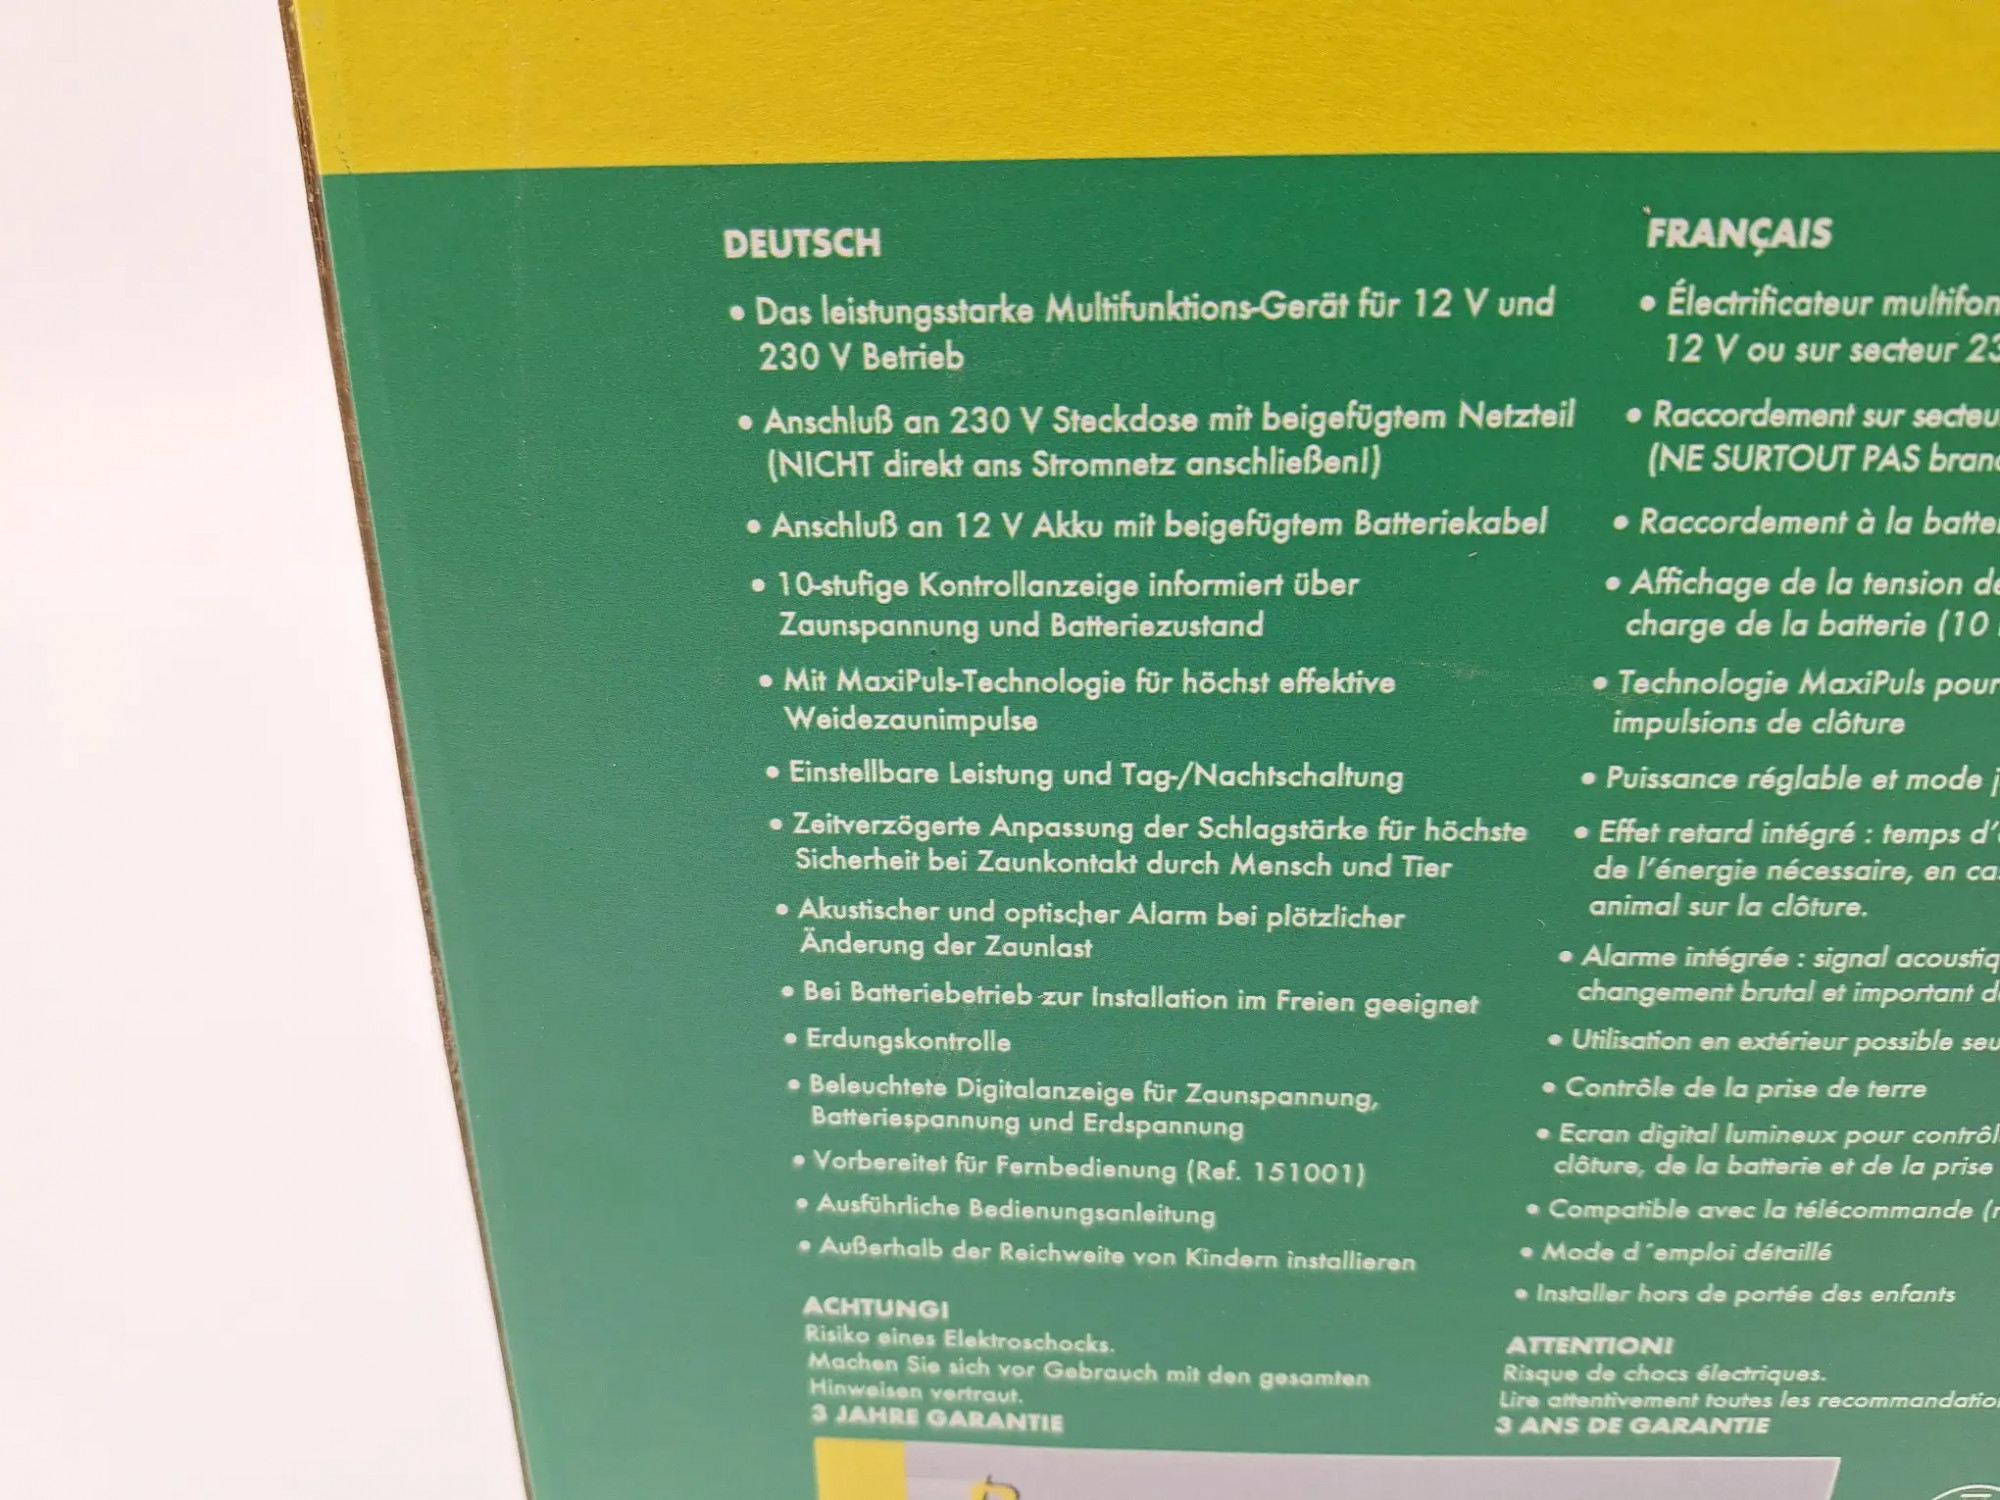 DEUTSCH
• Das leistungsstarke Multifunktions-Gerät für 12 V und
230 V Betrieb
• Anschluß an 230 V Steckdose mit beigefügtem Netzteil
(NICHT direkt ans Stromnetz anschließen!)
• Anschluß an 12 V Akku mit beigefügtem Batteriekabel
• 10-stufige Kontrollanzeige informiert über
Zaunspannung und Batteriezustand
• Mit MaxiPuls-Technologie für höchst effektive
Weidezaunimpulse
• Einstellbare Leistung und Tag-/Nachtschaltung
• Zeitverzögerte Anpassung der Schlagstärke für höchste
Sicherheit bei Zaunkontakt durch Mensch und Tier
• Akustischer und optischer Alarm bei plötzlicher
Änderung der Zaunlast
• Bei Batteriebetrieb zur Installation im Freien geeignet
• Erdungskontrolle
• Beleuchtete Digitalanzeige für Zaunspannung,
Batteriespannung und Erdspannung
• Vorbereitet für Fernbedienung (Ref. 151001)
• Ausführliche Bedienungsanleitung
• Außerhalb der Reichweite von Kindern installieren
ACHTUNG!
Risiko eines Elektroschocks.
Machen Sie sich vor Gebrauch mit den gesamten
Hinweisen vertraut.
3 JAHRE GARANTIE
FRANÇAIS
• Électrificateur
12 V ou sur secteur
• Raccordement sur
(NE SURTOUT PAS
• Raccordement à la
• Affichage de la tension
charge de la batterie (10
• Technologie MaxiPuls pour
impulsions de clôture
• Puissance réglable et mode
• Effet retard intégré : temps
de l'énergie nécessaire, en
animal sur la clôture.
• Alarme intégrée : signal
changement brutal et important
• Utilisation en extérieur possible
• Contrôle de la prise de terre
• Ecran digital lumineux pour
clôture, de la batterie et de la prise
• Compatible avec la télécommande
• Mode d´emploi détaillé
• Installer hors de portée des enfants
ATTENTION!
Risque de chocs électriques.
Lire attentivement toutes les
3 ANS DE GARANTIE